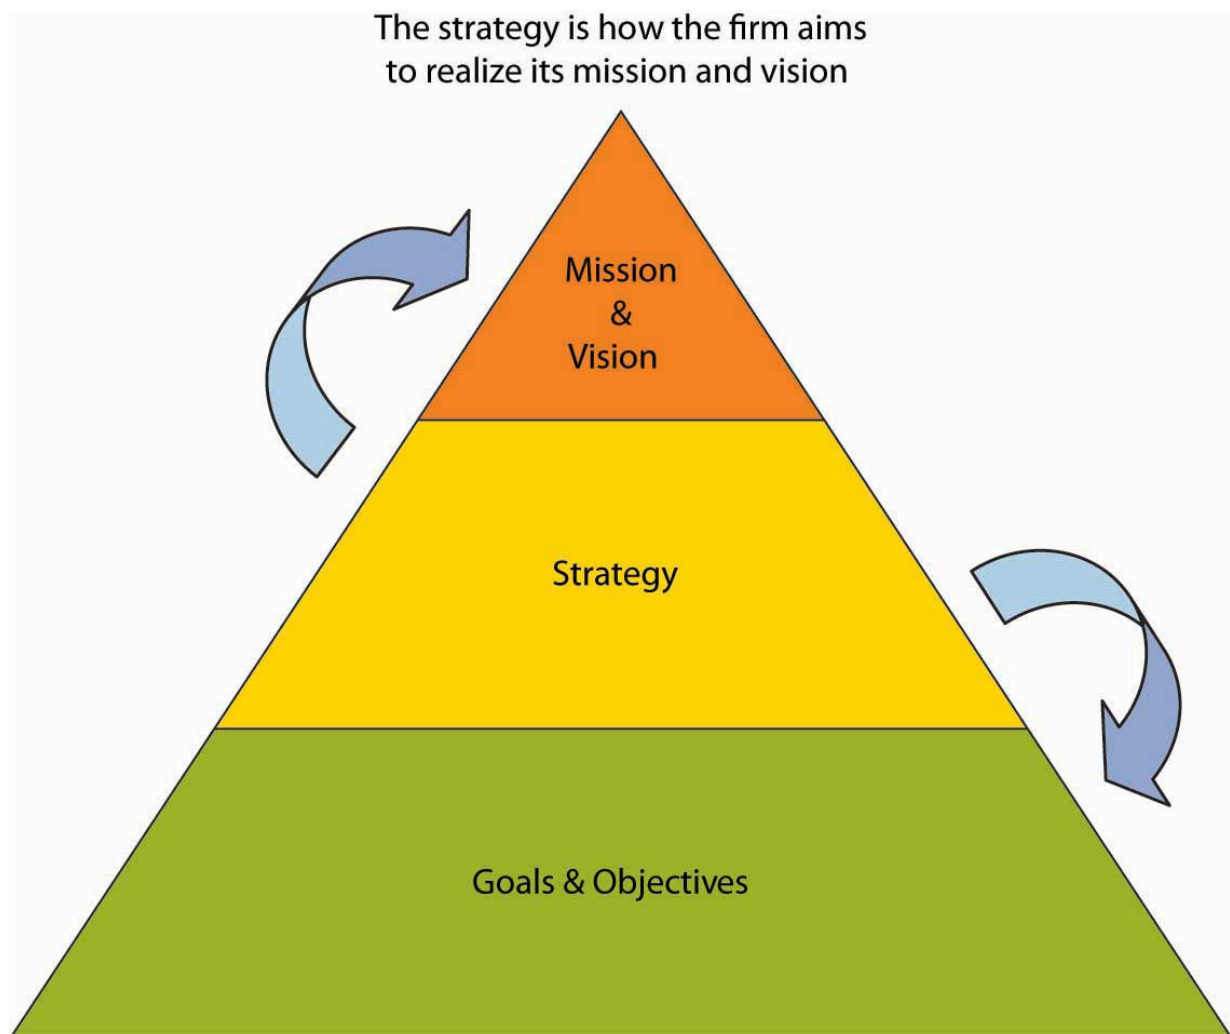 The strategy is how the firm aims
to realize its mission and vision
Mission
&
Vision
Strategy
Goals & Objectives